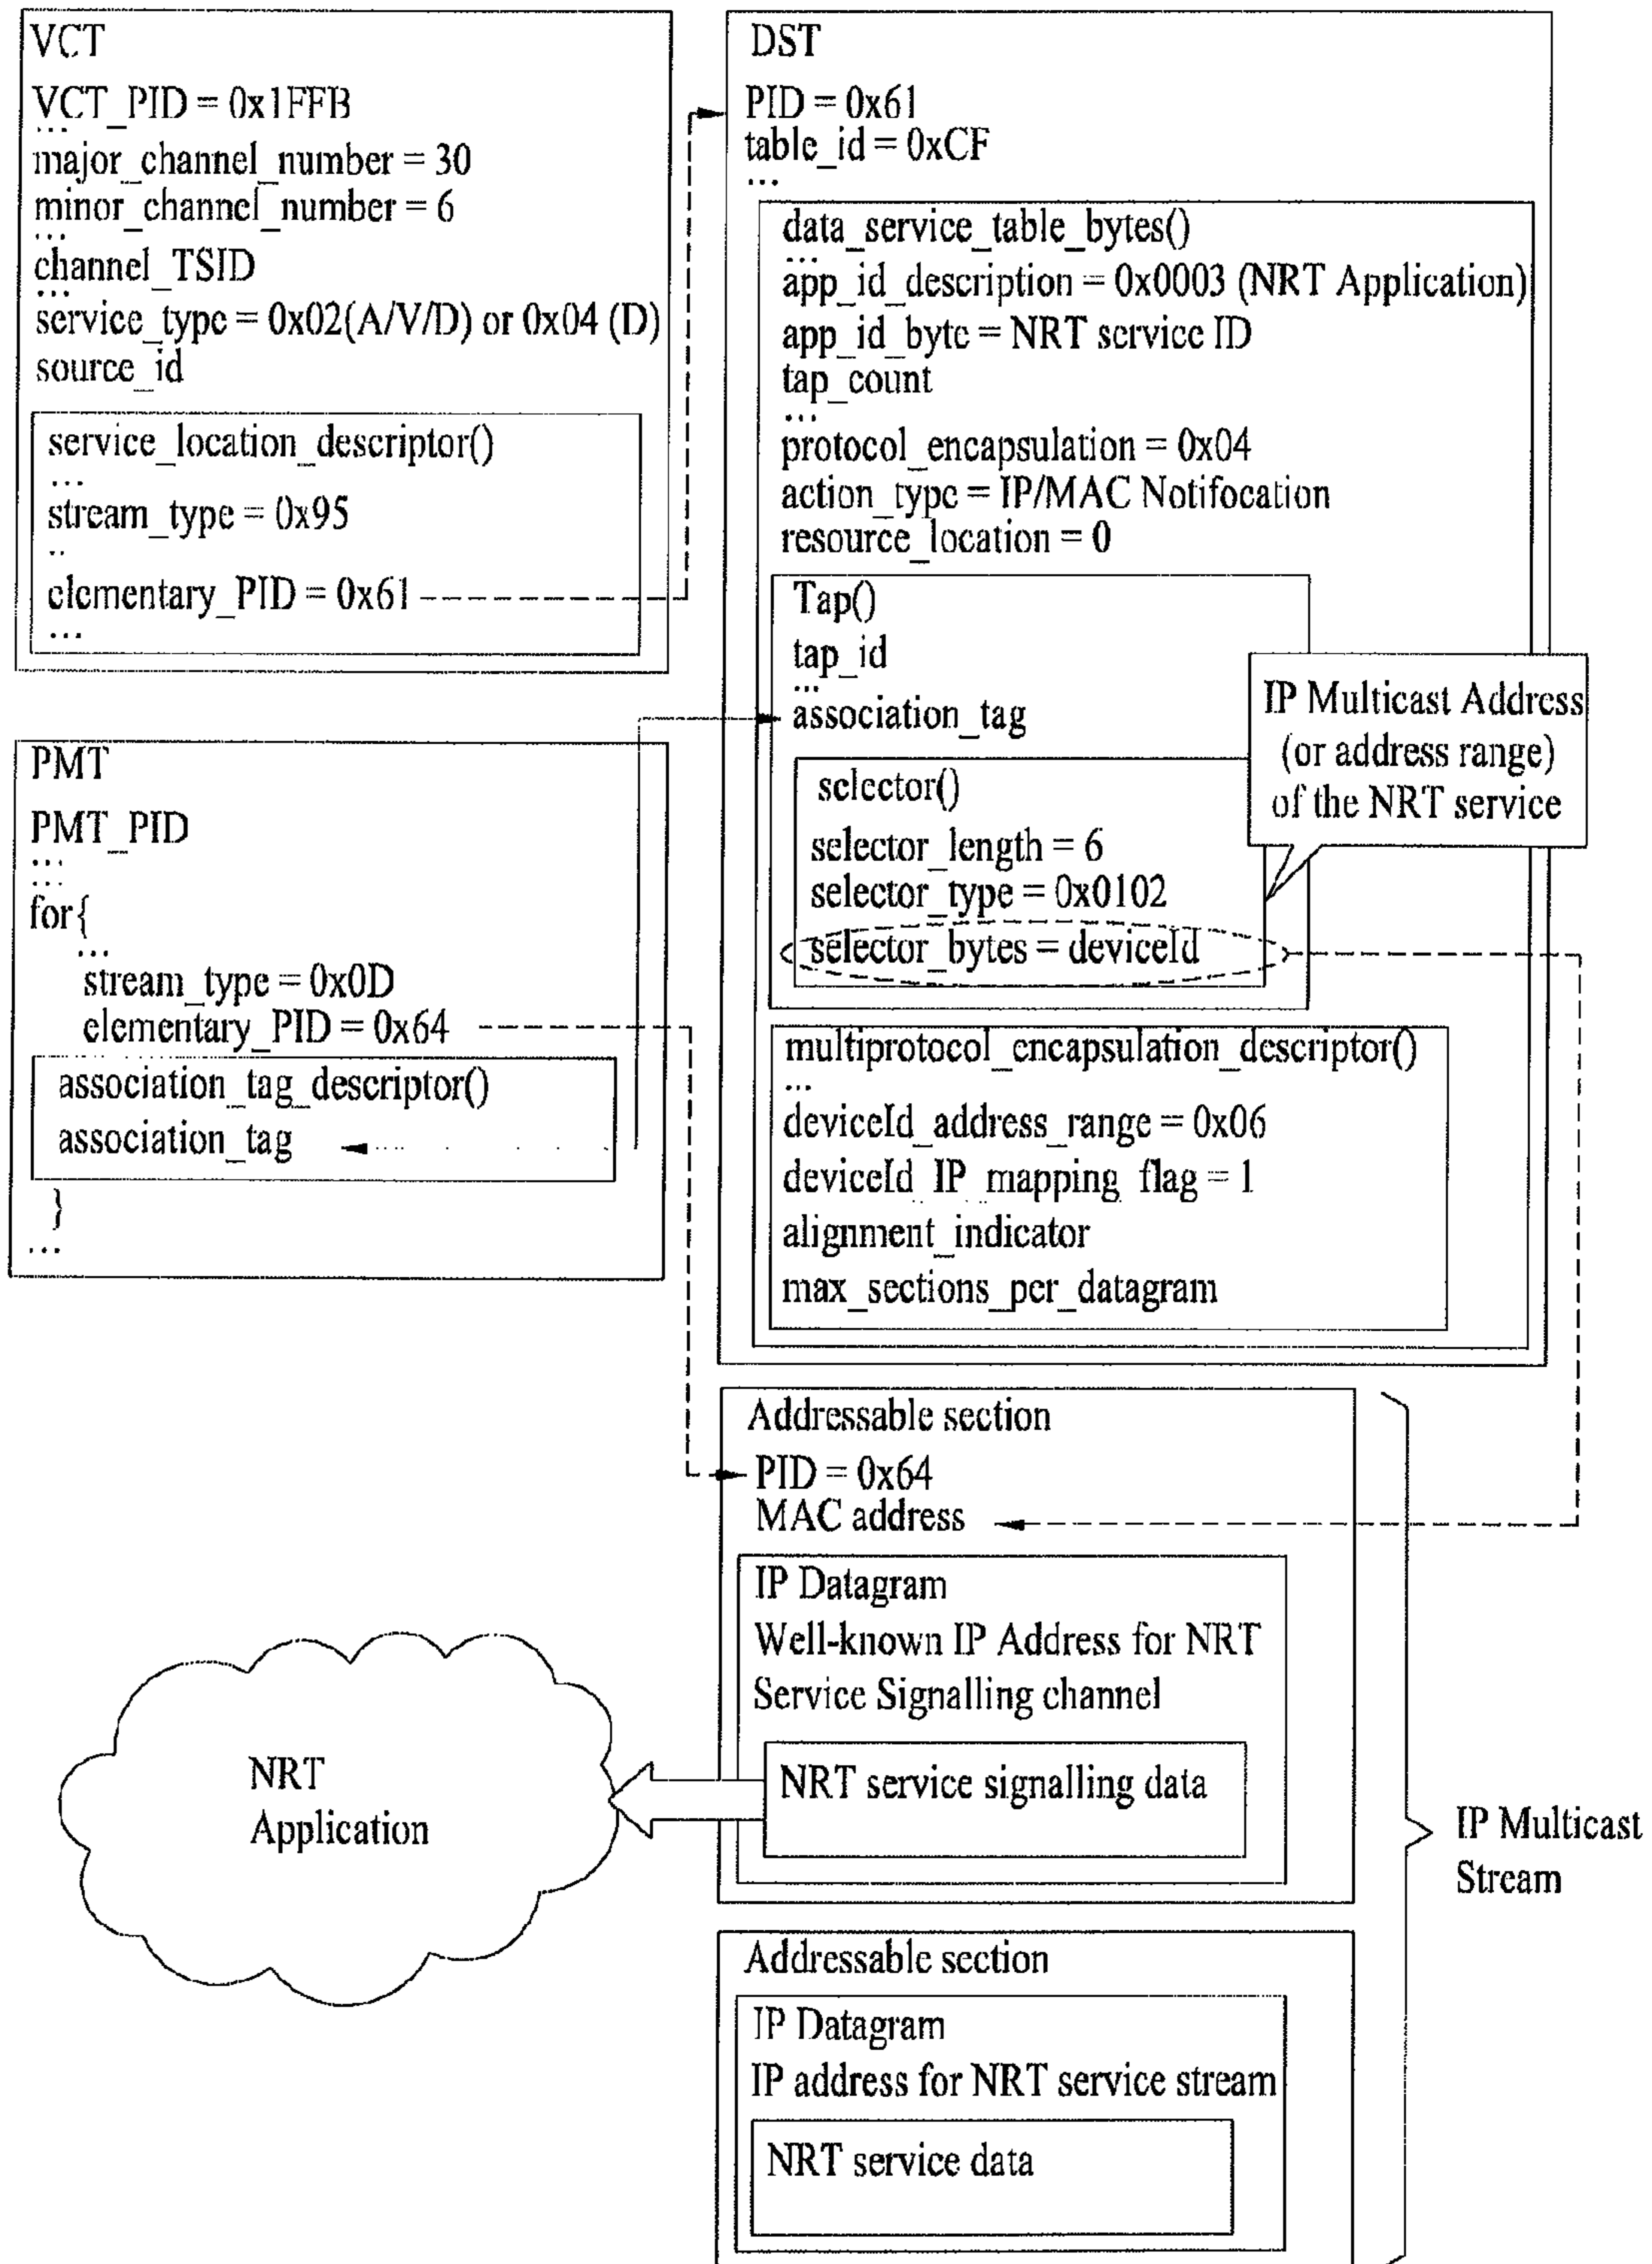 VCT
VCT_PID = 0x1FFB
...
major_channel_number = 30
minor_channel_number = 6
...
channel_TSID
...
service_type = 0x02(A/V/D) or 0x04 (D)
source_id
service_location_descriptor()
...
stream_type = 0x95
..
elementary_PID = 0x61
...
PMT
PMT_PID
...
...
for{
...
stream_type = 0x0D
elementary_PID = 0x64
association_tag_descriptor()
association_tag
}
...
DST
PID = 0x61
table_id = 0xCF
...
data_service_table_bytes()
...
app_id_description = 0x0003 (NRT Application)
app_id_byte = NRT service ID
tap_count
...
protocol_encapsulation = 0x04
action_type = IP/MAC Notifocation
resource_location = 0
Tap()
tap_id
...
association_tag
selector()
selector_length = 6
selector_type = 0x0102
selector_bytes = deviceId
IP Multicast Address
(or address range)
of the NRT service
multiprotocol_encapsulation_descriptor()
...
deviceId_address_range = 0x06
deviceId_IP_mapping_flag = 1
alignment_indicator
max_sections_per_datagram
Addressable section
PID = 0x64
MAC address
IP Datagram
Well-known IP Address for NRT
Service Signalling channel
NRT service signalling data
NRT
Application
IP Multicast
Stream
Addressable section
IP Datagram
IP address for NRT service stream
NRT service data